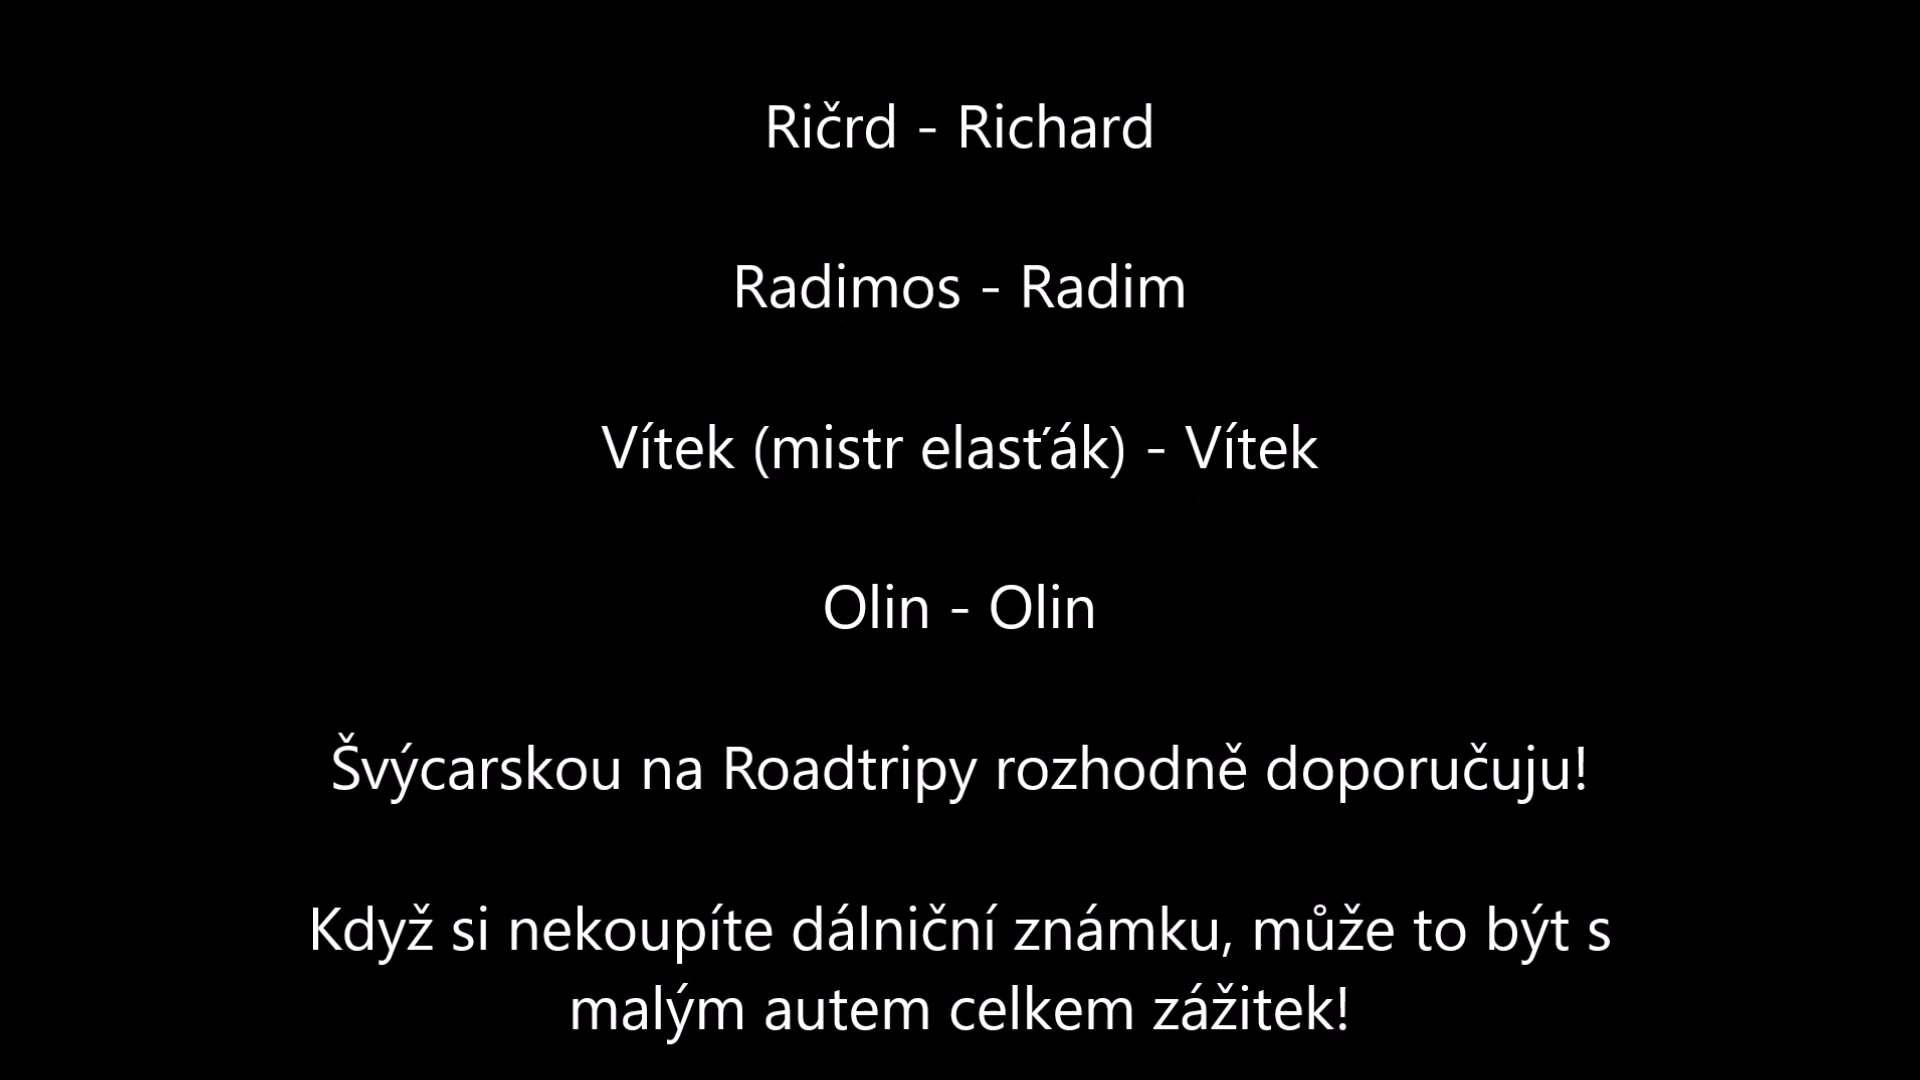 Ričrd - Richard
Radimos - Radim
Vítek (mistr elasťák) - Vítek
Olin - Olin
Švýcarskou na Roadtripy rozhodně doporučuju!
Když si nekoupíte dálniční známku, může to být s
malým autem celkem zážitek!